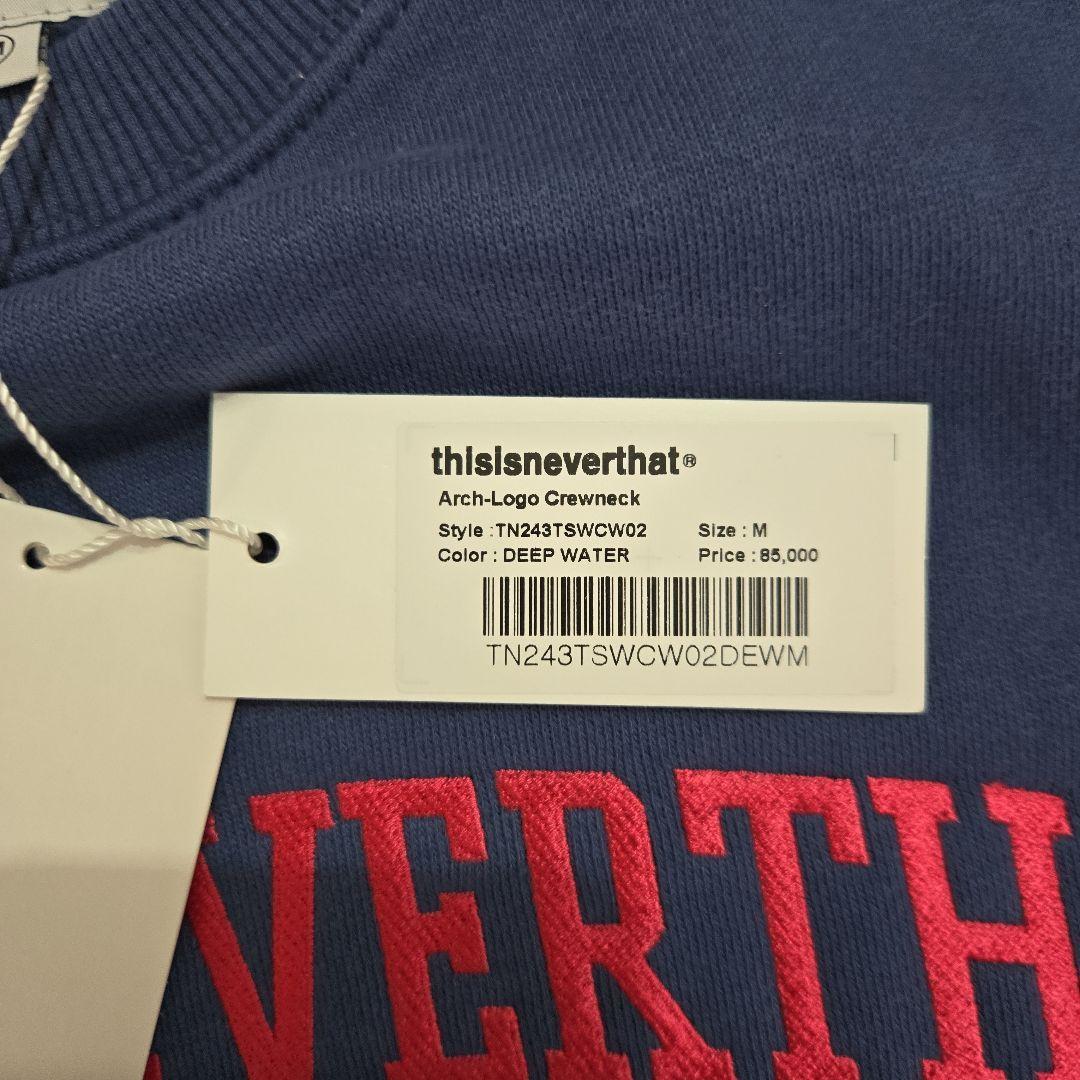 M
thisisneverthat®
Arch-Logo Crewneck
Style : TN243TSWCW02 Size : M
Color : DEEP WATER Price : 85,000
TN243TSWCW02DEWM
VERTH